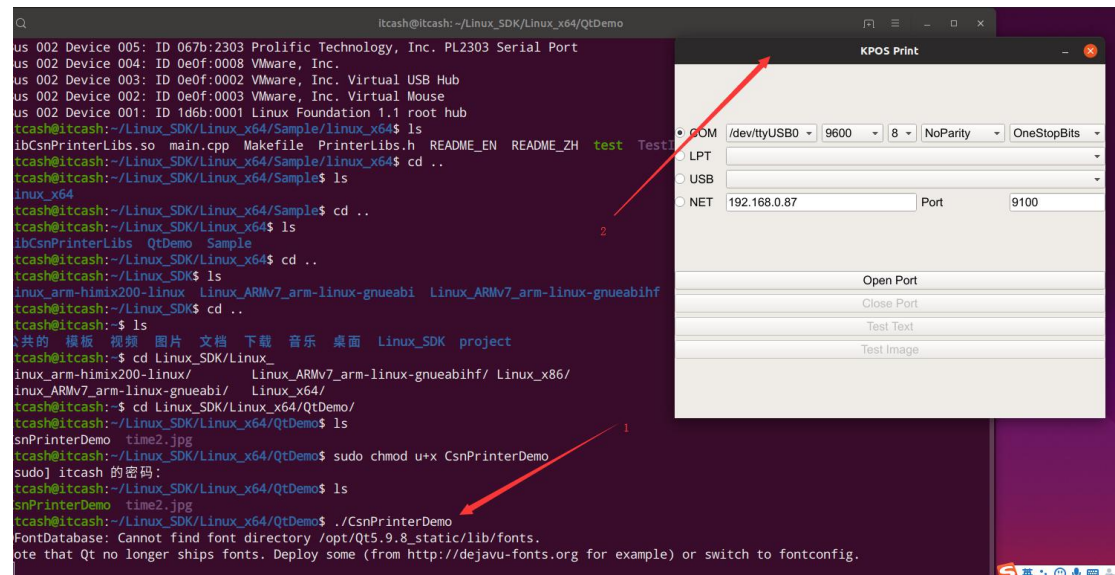 itcash@itcash: ~/Linux_SDK/Linux_x64/QtDemo
us 002 Device 005: ID 067b:2303 Prolific Technology, Inc. PL2303 Serial Port
us 002 Device 004: ID 0e0f:0008 VMware, Inc.
us 002 Device 003: ID 0e0f:0002 VMware, Inc. Virtual USB Hub
us 002 Device 002: ID 0e0f:0003 VMware, Inc. Virtual Mouse
us 002 Device 001: ID 1d6b:0001 Linux Foundation 1.1 root hub
tcash@itcash:~/Linux_SDK/Linux_x64/Sample/linux_x64$ ls
ibCsnPrinterLibs.so main.cpp Makefile PrinterLibs.h README_EN README_ZH test TestI
tcash@itcash:~/Linux_SDK/Linux_x64/Sample/linux_x64$ cd ..
tcash@itcash:~/Linux_SDK/Linux_x64/Sample$ ls
inux_x64
tcash@itcash:~/Linux_SDK/Linux_x64/Sample$ cd ..
tcash@itcash:~/Linux_SDK/Linux_x64$ ls
ibCsnPrinterLibs QtDemo Sample
tcash@itcash:~/Linux_SDK/Linux_x64$ cd ..
tcash@itcash:~/Linux_SDK$ ls
inux_arm-himix200-linux Linux_ARMv7_arm-linux-gnueabi Linux_ARMv7_arm-linux-gnueabihf
tcash@itcash:~/Linux_SDK$ cd ..
tcash@itcash:~$ ls
公共的 模板 视频 图片 文档 下载 音乐 桌面 Linux_SDK project
tcash@itcash:~$ cd Linux_SDK/Linux_
inux_arm-himix200-linux/ Linux_ARMv7_arm-linux-gnueabihf/ Linux_x86/
inux_ARMv7_arm-linux-gnueabi/ Linux_x64/
tcash@itcash:~$ cd Linux_SDK/Linux_x64/QtDemo/
tcash@itcash:~/Linux_SDK/Linux_x64/QtDemo$ ls
snPrinterDemo time2.jpg
tcash@itcash:~/Linux_SDK/Linux_x64/QtDemo$ sudo chmod u+x CsnPrinterDemo
sudo] itcash 的密码：
tcash@itcash:~/Linux_SDK/Linux_x64/QtDemo$ ls
snPrinterDemo time2.jpg
tcash@itcash:~/Linux_SDK/Linux_x64/QtDemo$ ./CsnPrinterDemo
FontDatabase: Cannot find font directory /opt/Qt5.9.8_static/lib/fonts.
ote that Qt no longer ships fonts. Deploy some (from http://dejavu-fonts.org for example) or switch to fontconfig.
1
2
KPOS Print
COM /dev/ttyUSB0 9600 8 NoParity OneStopBits
LPT
USB
NET 192.168.0.87 Port 9100
Open Port
Close Port
Test Text
Test Image
英